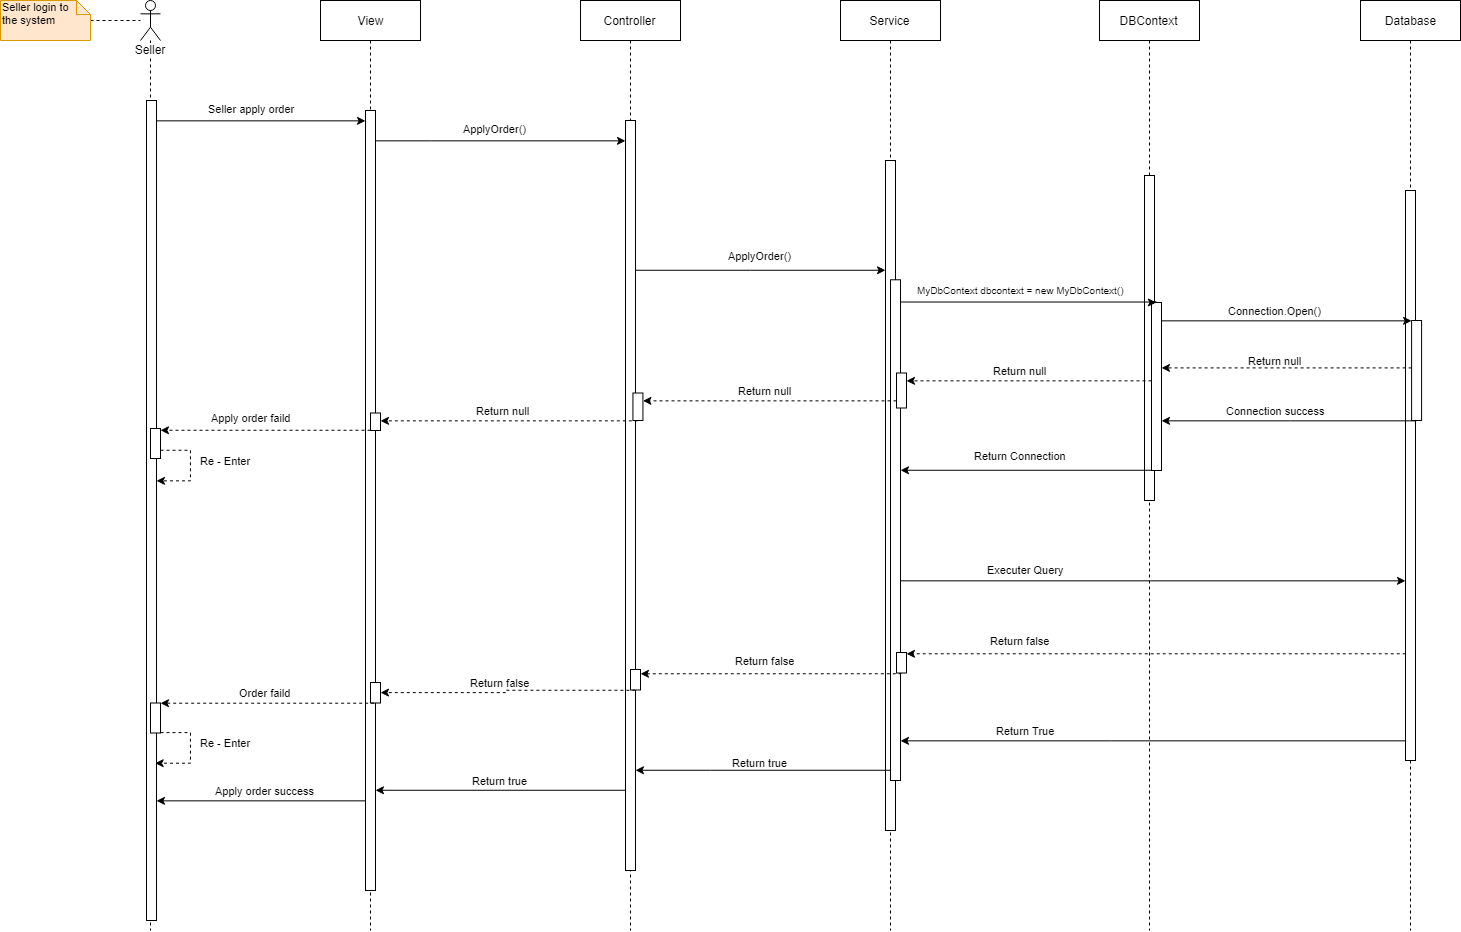 Seller login to
the system
Seller
View
Controller
Service
DBContext
Database
Seller apply order
ApplyOrder()
ApplyOrder()
MyDbContext dbcontext = new MyDbContext()
Connection.Open()
Return null
Return null
Return null
Return null
Apply order faild
Connection success
Re - Enter
Return Connection
Executer Query
Return false
Return false
Return false
Order faild
Return True
Re - Enter
Return true
Return true
Apply order success